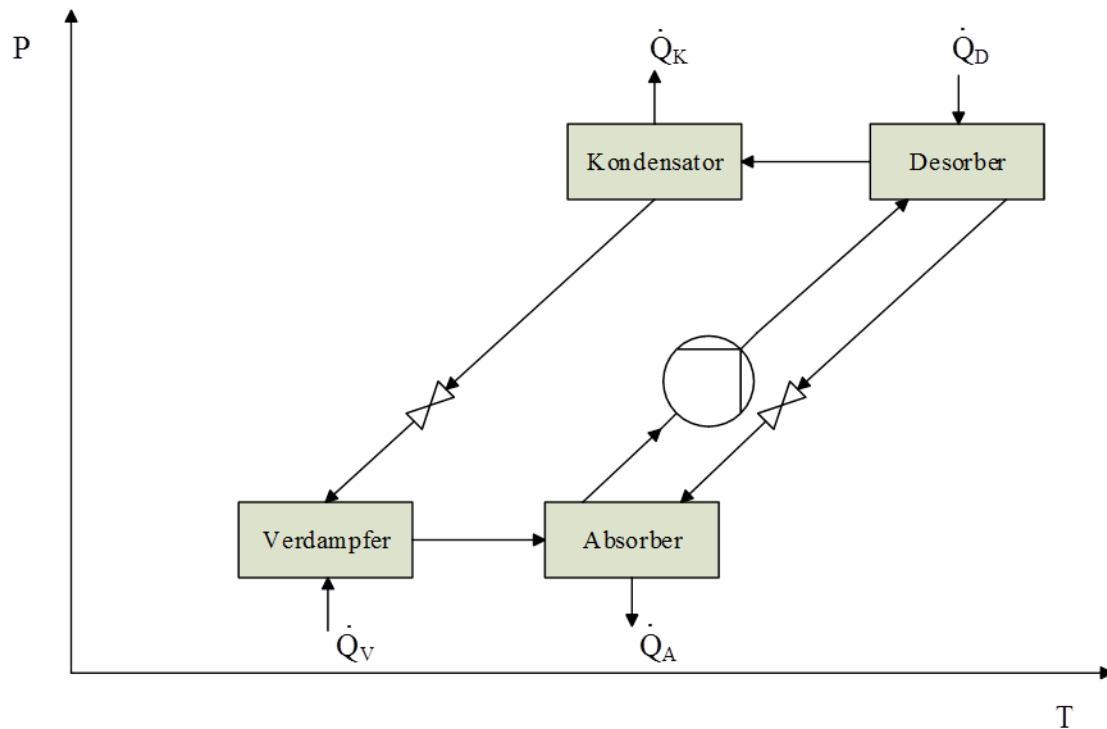 P
Q̇K
Q̇D
Kondensator
Desorber
Verdampfer
Absorber
Q̇V
Q̇A
T